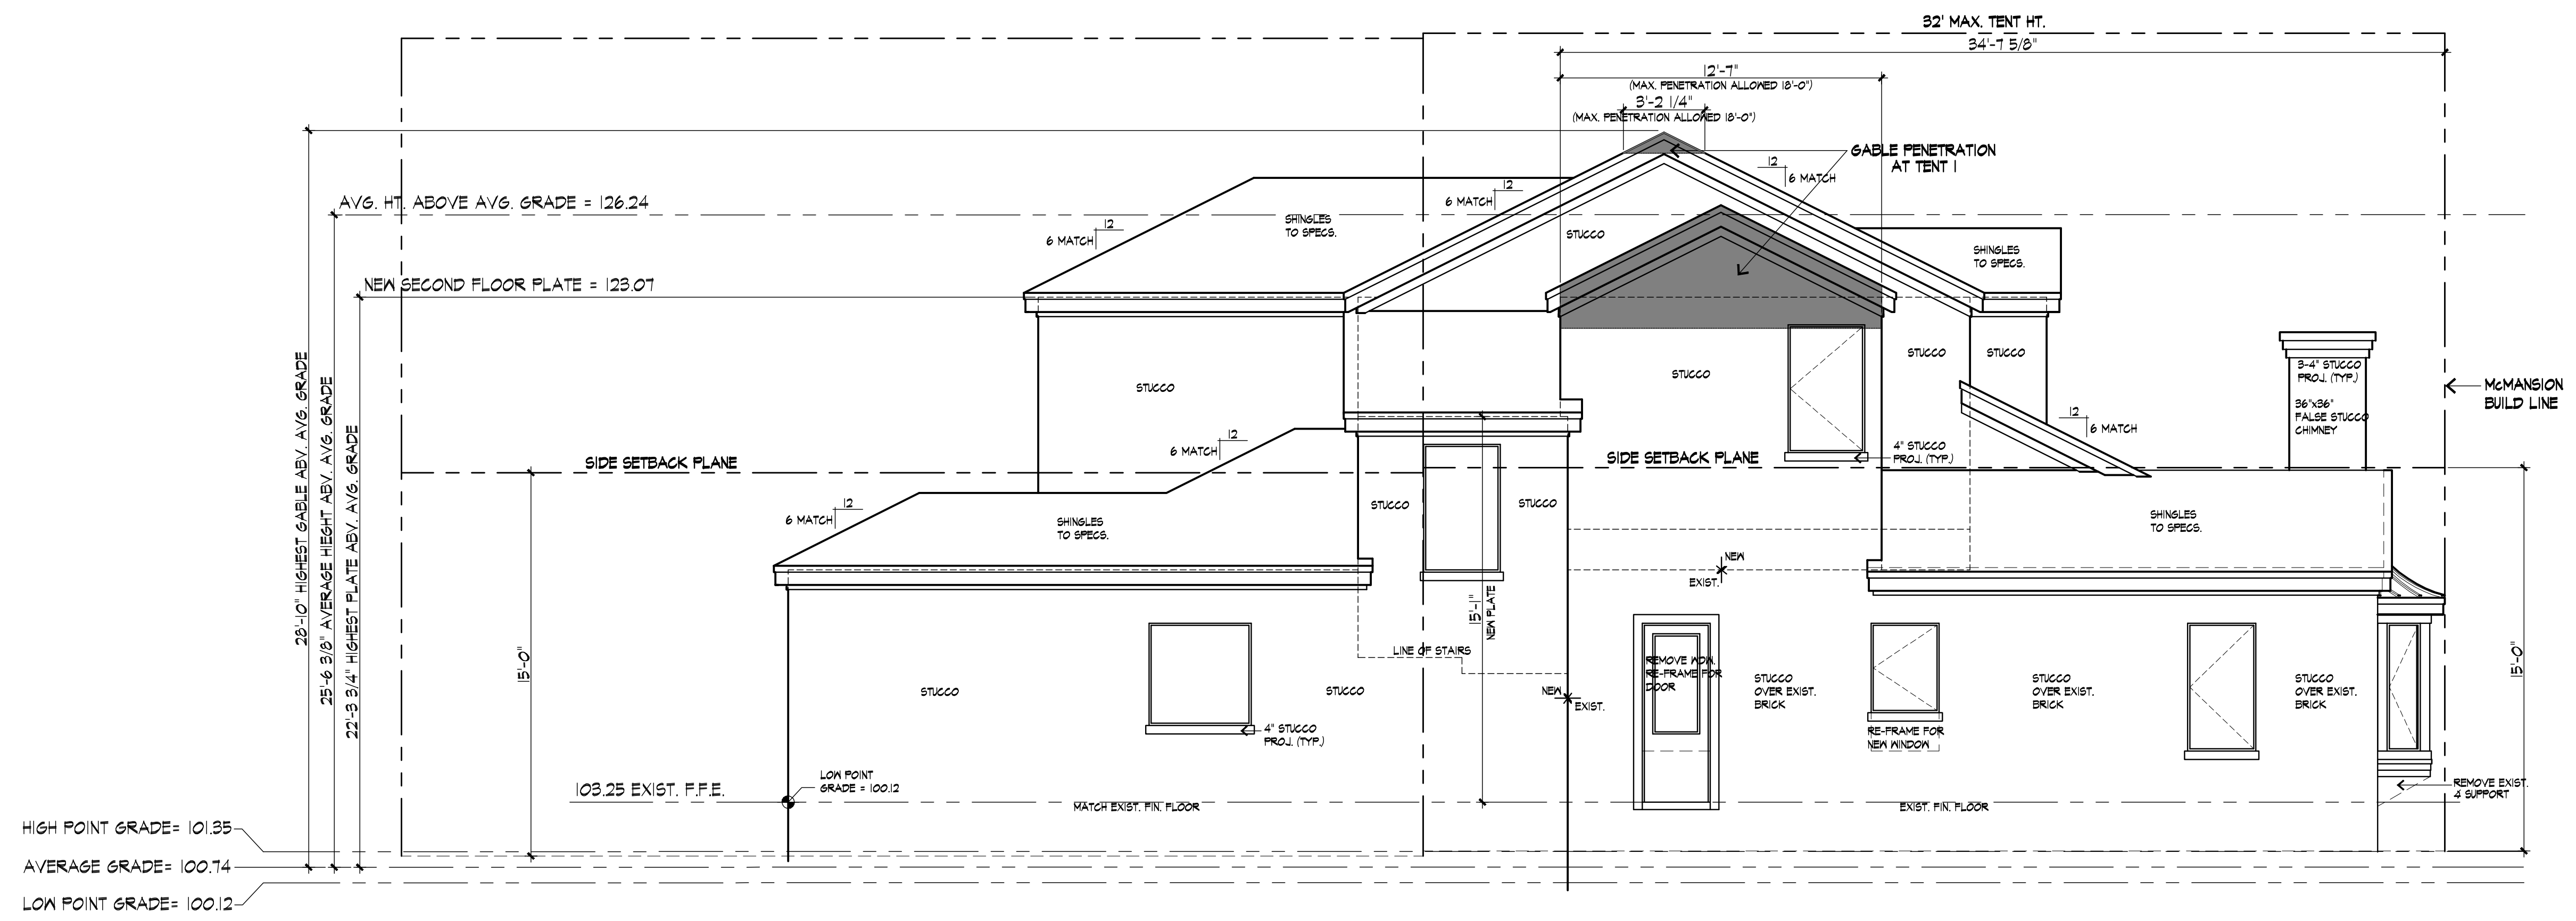 32' MAX. TENT HT.
34'-7 5/8"
12'-7"
(MAX. PENETRATION ALLOWED 18'-0")
3'-2 1/4"
(MAX. PENETRATION ALLOWED 18'-0")
GABLE PENETRATION
AT TENT 1
12
6 MATCH
12
6 MATCH
AVG. HT. ABOVE AVG. GRADE = 126.24
SHINGLES
TO SPECS.
STUCCO
12
6 MATCH
SHINGLES
TO SPECS.
NEW SECOND FLOOR PLATE = 123.07
28'-10" HIGHEST GABLE ABV. AVG. GRADE
25'-6 3/8" AVERAGE HIEGHT ABV. AVG. GRADE
22'-3 3/4" HIGHEST PLATE ABV. AVG. GRADE
STUCCO
STUCCO
STUCCO
STUCCO
3-4" STUCCO
PROJ. (TYP.)
36"x36"
FALSE STUCCO
CHIMNEY
McMANSION
BUILD LINE
12
6 MATCH
12
6 MATCH
4" STUCCO
PROJ. (TYP.)
SIDE SETBACK PLANE
SIDE SETBACK PLANE
12
6 MATCH
SHINGLES
TO SPECS.
STUCCO
STUCCO
SHINGLES
TO SPECS.
NEW
EXIST.
15'-1"
NEW PLATE
15'-0"
15'-0"
LINE OF STAIRS
REMOVE WDW.
RE-FRAME FOR
DOOR
STUCCO
STUCCO
NEW
EXIST.
STUCCO
OVER EXIST.
BRICK
STUCCO
OVER EXIST.
BRICK
STUCCO
OVER EXIST.
BRICK
4" STUCCO
PROJ. (TYP.)
RE-FRAME FOR
NEW WINDOW
LOW POINT
GRADE = 100.12
103.25 EXIST. F.F.E.
MATCH EXIST. FIN. FLOOR
EXIST. FIN. FLOOR
REMOVE EXIST.
& SUPPORT
HIGH POINT GRADE= 101.35
AVERAGE GRADE= 100.74
LOW POINT GRADE= 100.12